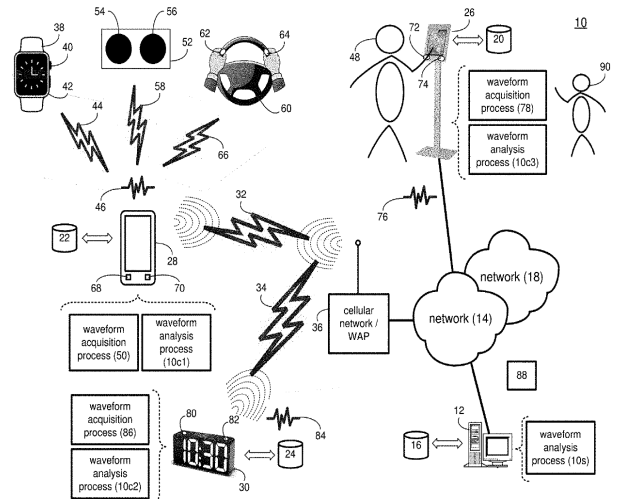 10
38
40
42
44
54
56
52
58
62
64
60
66
46
22
28
68
70
waveform
acquisition
process (50)
waveform
analysis
process
(10c1)
32
34
36
cellular
network /
WAP
26
72
20
48
74
90
waveform
acquisition
process (78)
waveform
analysis
process (10c3)
76
network (18)
network (14)
88
80
82
waveform
acquisition
process (86)
waveform
analysis
process (10c2)
10:30
30
24
84
12
16
waveform
analysis
process (10s)